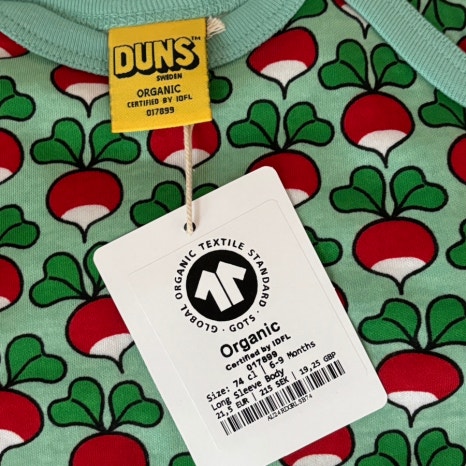 DUNS™
SWEDEN
ORGANIC
CERTIFIED BY IDFL
017899
GLOBAL ORGANIC TEXTILE STANDARD · GOTS ·
Organic
Certified by IDFL
017899
Size: 74 cl | 6-9 Months
Long Sleeve Body
21,5 EUR | 215 SEK | 19,25 GBP